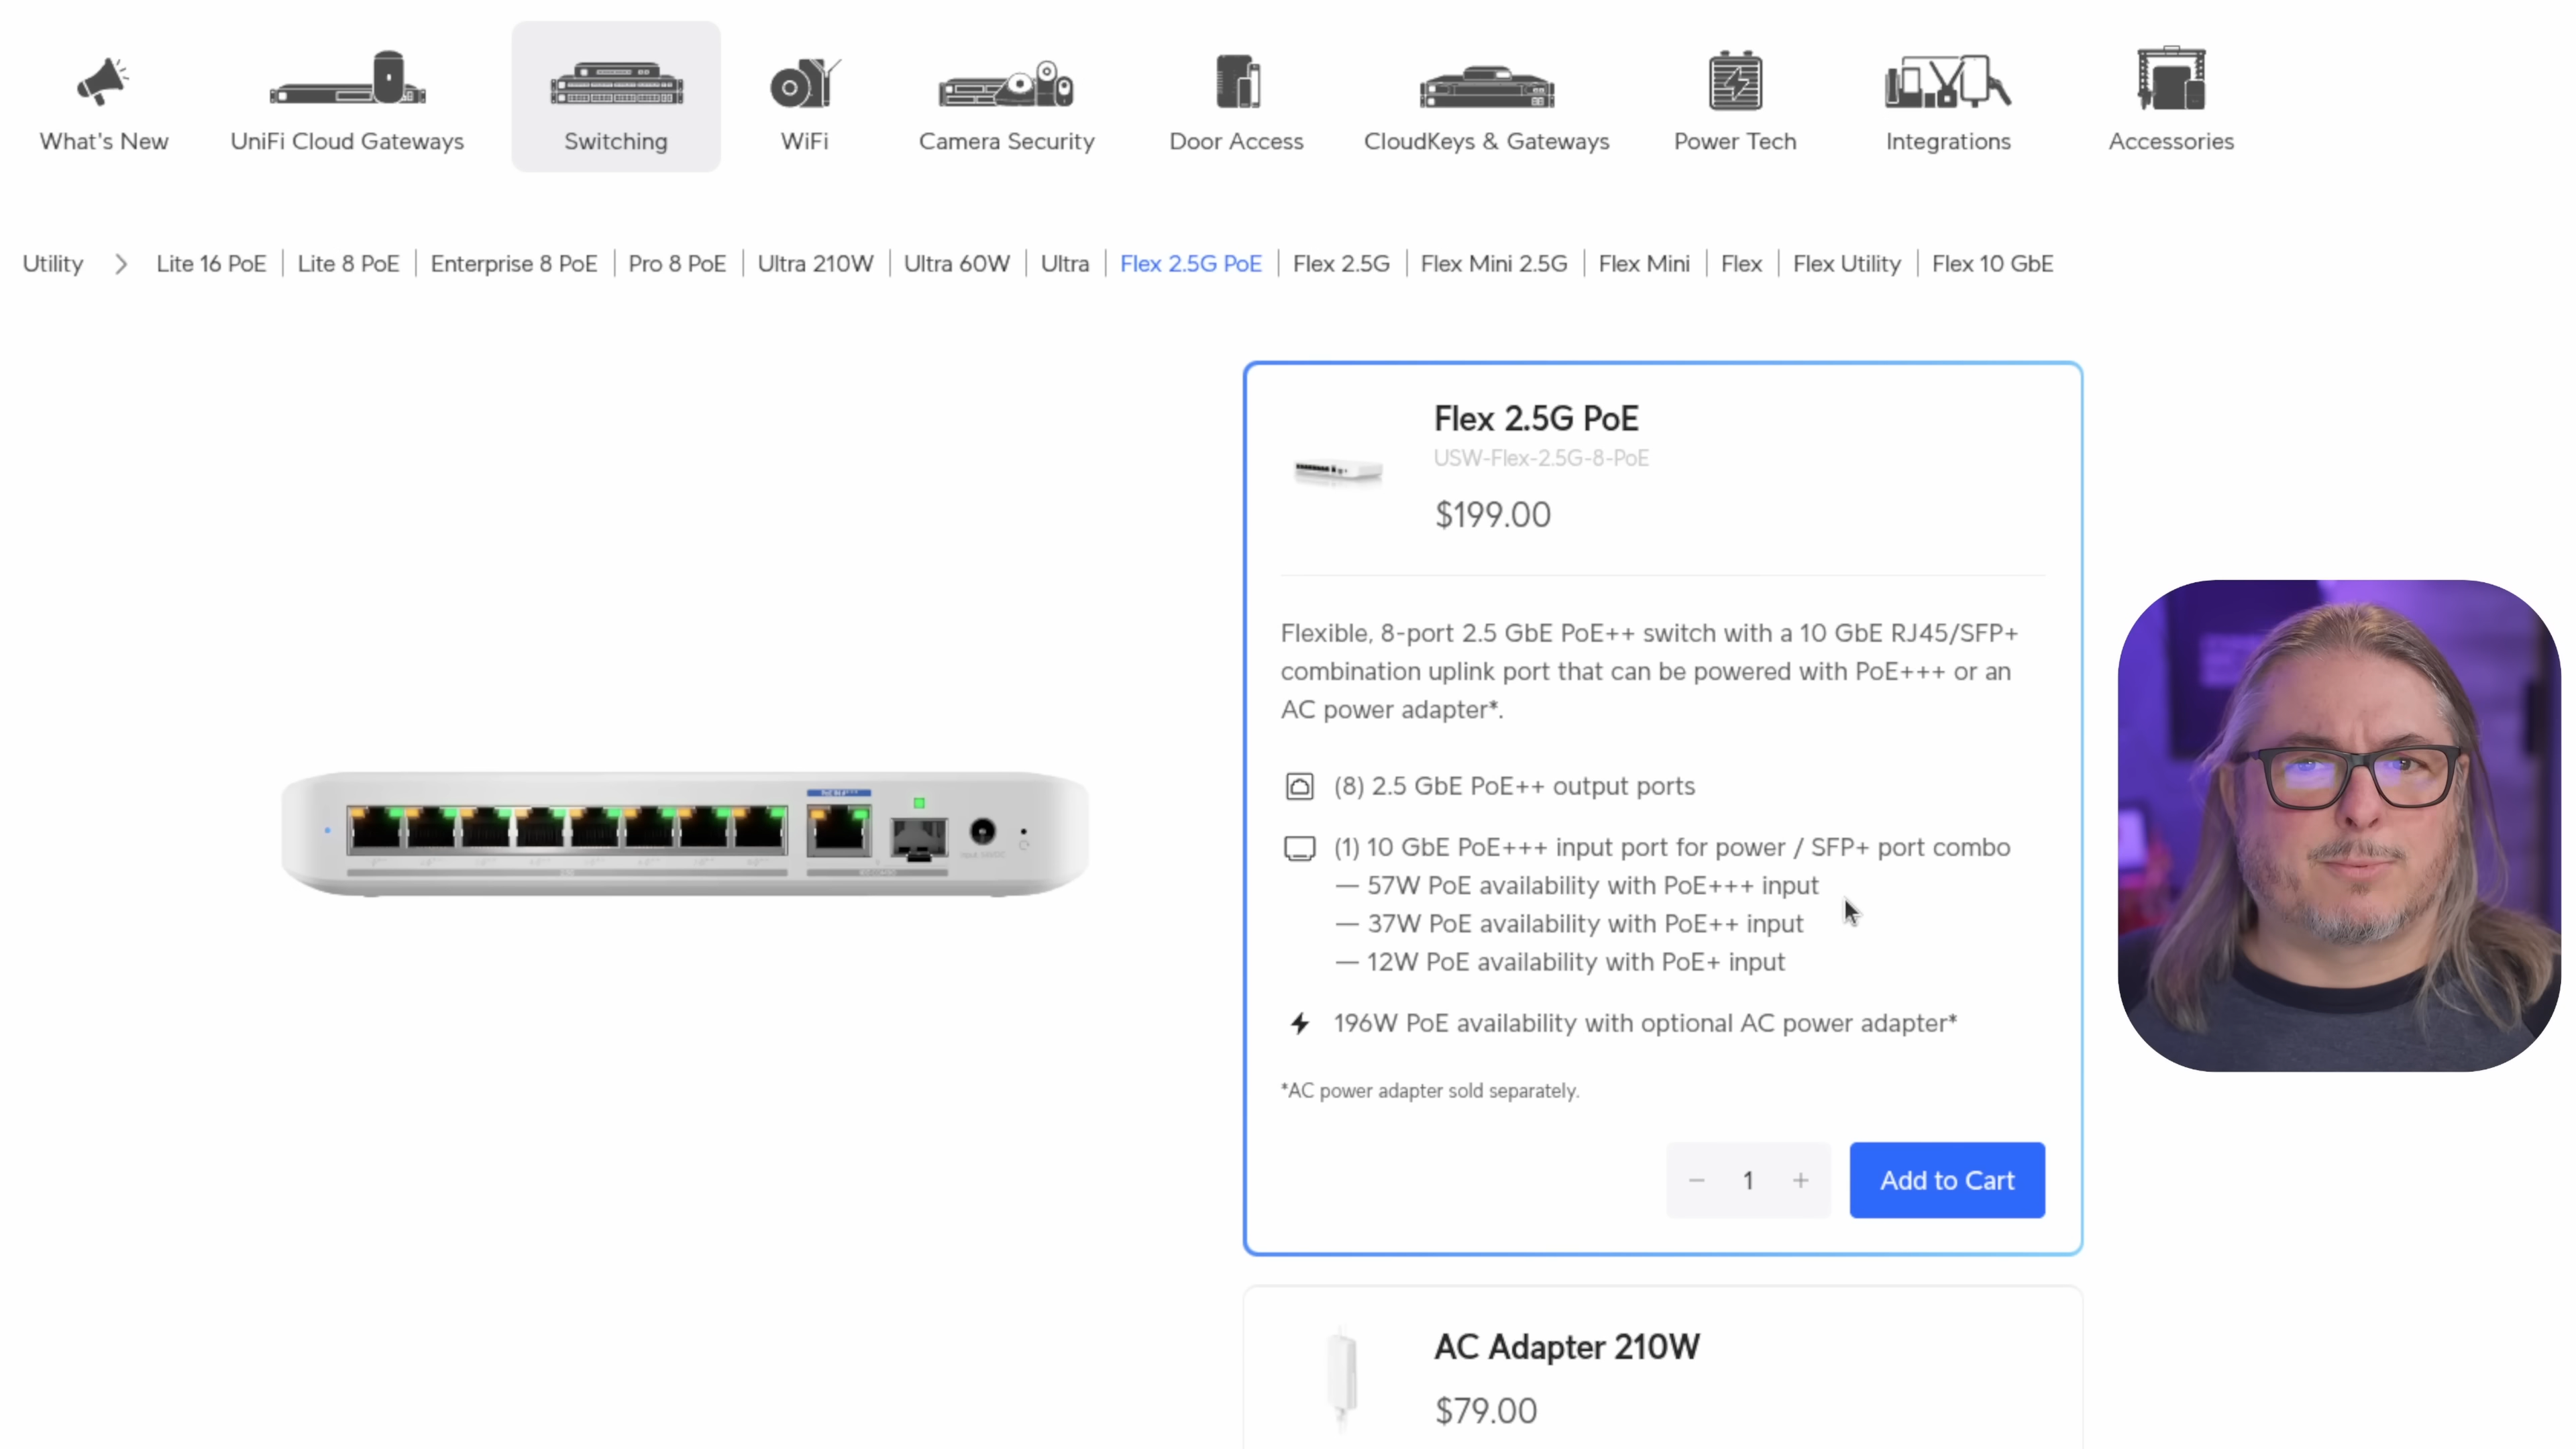 What's New
UniFi Cloud Gateways
Switching
WiFi
Camera Security
Door Access
CloudKeys & Gateways
Power Tech
Integrations
Accessories
Utility
Lite 16 PoE
Lite 8 PoE
Enterprise 8 PoE
Pro 8 PoE
Ultra 210W
Ultra 60W
Ultra
Flex 2.5G PoE
Flex 2.5G
Flex Mini 2.5G
Flex Mini
Flex
Flex Utility
Flex 10 GbE
Flex 2.5G PoE
USW-Flex-2.5G-8-PoE
$199.00
Flexible, 8-port 2.5 GbE PoE++ switch with a 10 GbE RJ45/SFP+
combination uplink port that can be powered with PoE+++ or an
AC power adapter*.
(8) 2.5 GbE PoE++ output ports
(1) 10 GbE PoE+++ input port for power / SFP+ port combo
— 57W PoE availability with PoE+++ input
— 37W PoE availability with PoE++ input
— 12W PoE availability with PoE+ input
196W PoE availability with optional AC power adapter*
*AC power adapter sold separately.
− 1 +
Add to Cart
AC Adapter 210W
$79.00